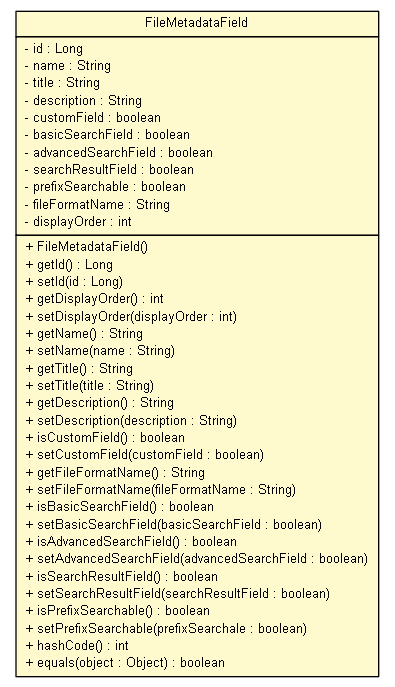 FileMetadataField
- id : Long
- name : String
- title : String
- description : String
- customField : boolean
- basicSearchField : boolean
- advancedSearchField : boolean
- searchResultField : boolean
- prefixSearchable : boolean
- fileFormatName : String
- displayOrder : int
+ FileMetadataField()
+ getId() : Long
+ setId(id : Long)
+ getDisplayOrder() : int
+ setDisplayOrder(displayOrder : int)
+ getName() : String
+ setName(name : String)
+ getTitle() : String
+ setTitle(title : String)
+ getDescription() : String
+ setDescription(description : String)
+ isCustomField() : boolean
+ setCustomField(customField : boolean)
+ getFileFormatName() : String
+ setFileFormatName(fileFormatName : String)
+ isBasicSearchField() : boolean
+ setBasicSearchField(basicSearchField : boolean)
+ isAdvancedSearchField() : boolean
+ setAdvancedSearchField(advancedSearchField : boolean)
+ isSearchResultField() : boolean
+ setSearchResultField(searchResultField : boolean)
+ isPrefixSearchable() : boolean
+ setPrefixSearchable(prefixSearchale : boolean)
+ hashCode() : int
+ equals(object : Object) : boolean